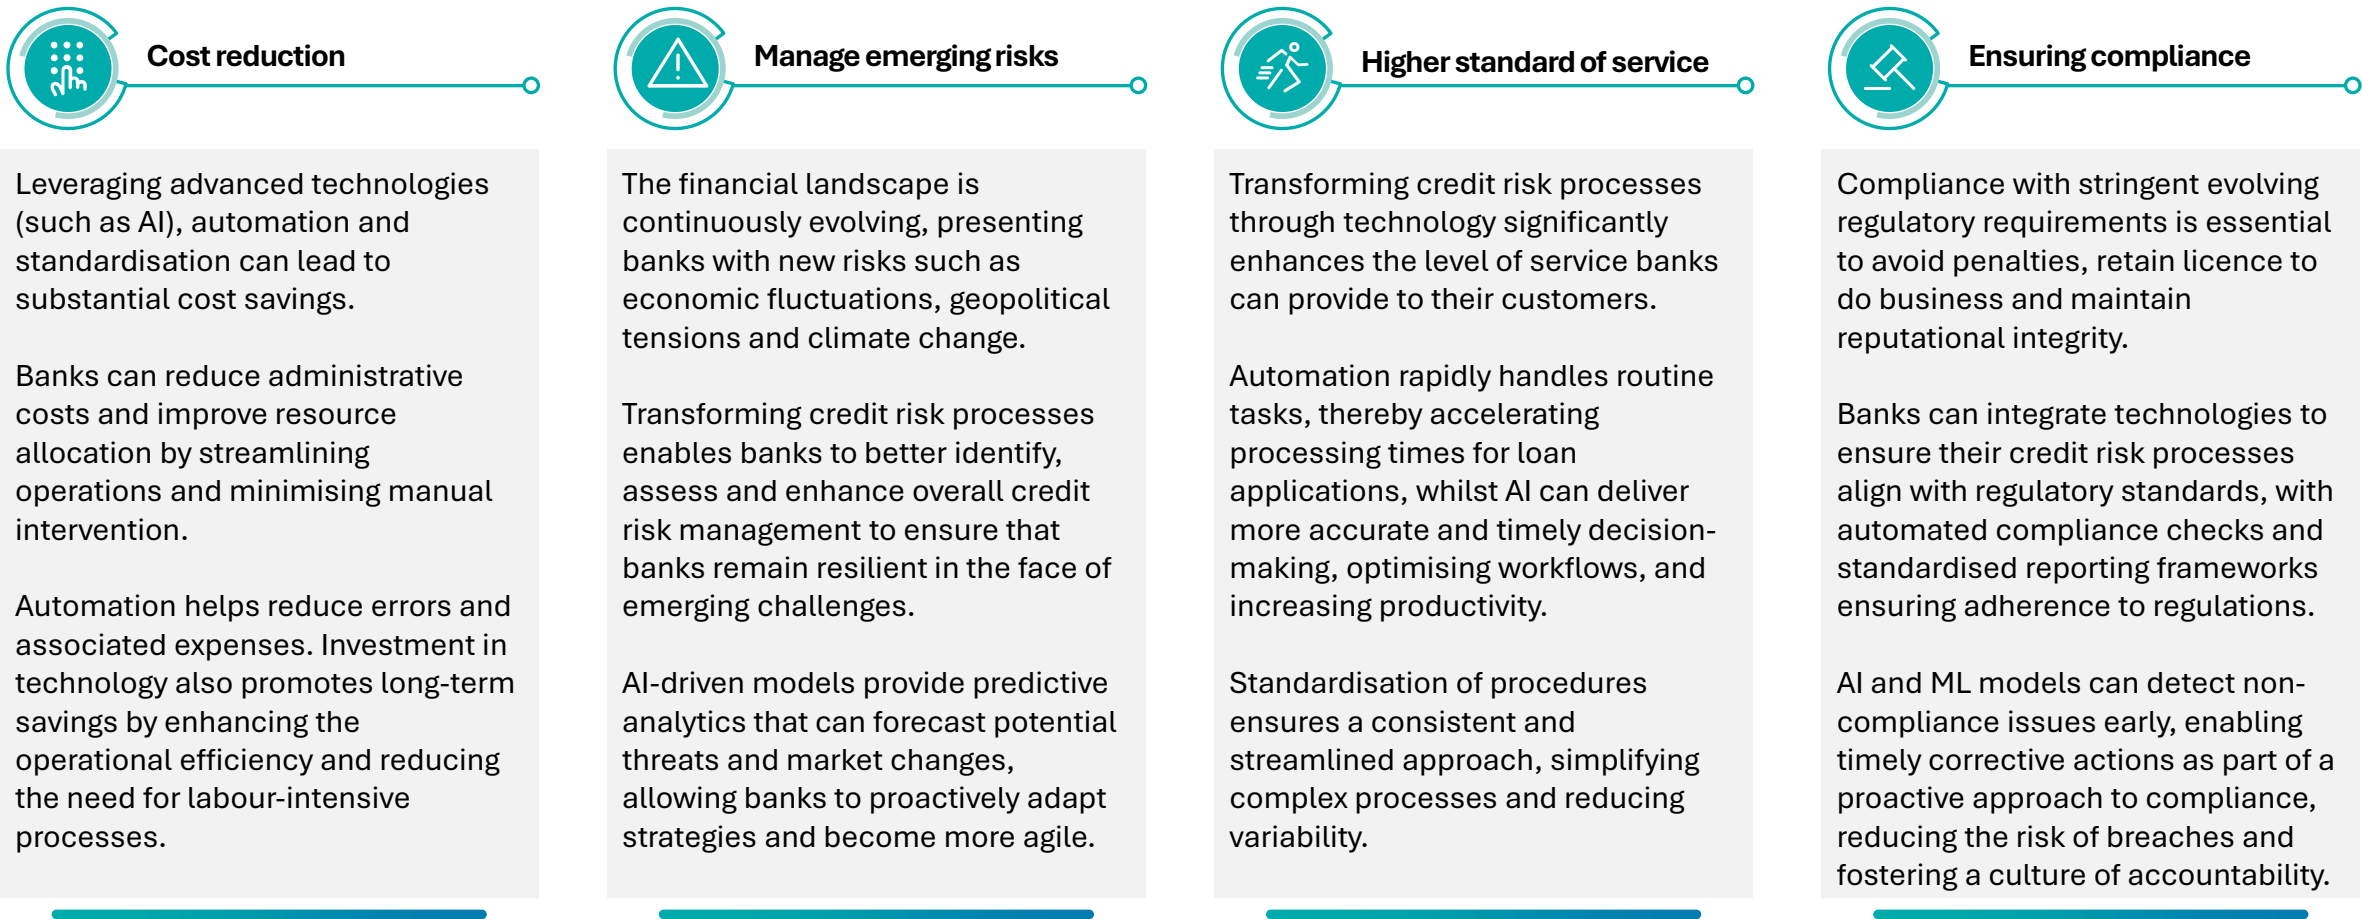 Cost reduction
Leveraging advanced technologies
(such as AI), automation and
standardisation can lead to
substantial cost savings.
Banks can reduce administrative
costs and improve resource
allocation by streamlining
operations and minimising manual
intervention.
Automation helps reduce errors and
associated expenses. Investment in
technology also promotes long-term
savings by enhancing the
operational efficiency and reducing
the need for labour-intensive
processes.
Manage emerging risks
The financial landscape is
continuously evolving, presenting
banks with new risks such as
economic fluctuations, geopolitical
tensions and climate change.
Transforming credit risk processes
enables banks to better identify,
assess and enhance overall credit
risk management to ensure that
banks remain resilient in the face of
emerging challenges.
AI-driven models provide predictive
analytics that can forecast potential
threats and market changes,
allowing banks to proactively adapt
strategies and become more agile.
Higher standard of service
Transforming credit risk processes
through technology significantly
enhances the level of service banks
can provide to their customers.
Automation rapidly handles routine
tasks, thereby accelerating
processing times for loan
applications, whilst AI can deliver
more accurate and timely decision-
making, optimising workflows, and
increasing productivity.
Standardisation of procedures
ensures a consistent and
streamlined approach, simplifying
complex processes and reducing
variability.
Ensuring compliance
Compliance with stringent evolving
regulatory requirements is essential
to avoid penalties, retain licence to
do business and maintain
reputational integrity.
Banks can integrate technologies to
ensure their credit risk processes
align with regulatory standards, with
automated compliance checks and
standardised reporting frameworks
ensuring adherence to regulations.
AI and ML models can detect non-
compliance issues early, enabling
timely corrective actions as part of a
proactive approach to compliance,
reducing the risk of breaches and
fostering a culture of accountability.